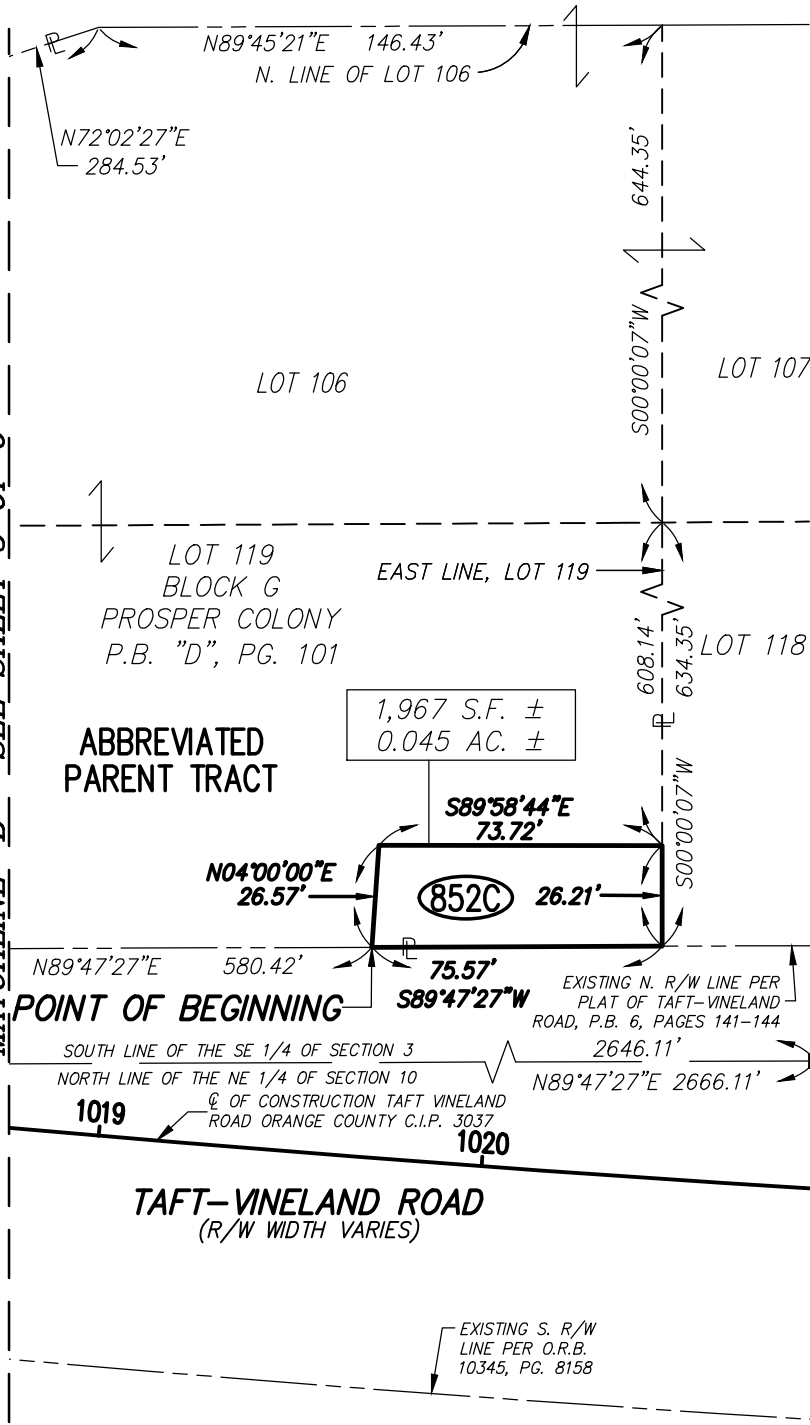 N89°45'21"E 146.43'
N. LINE OF LOT 106
N72°02'27"E
284.53'
644.35'
S00°00'07"W
LOT 106
LOT 107
LOT 119
BLOCK G
PROSPER COLONY
P.B. "D", PG. 101
EAST LINE, LOT 119
608.14'
634.35'
LOT 118
1,967 S.F. ±
0.045 AC. ±
ABBREVIATED
PARENT TRACT
S89°58'44"E
73.72'
S00°00'07"W
N04°00'00"E
26.57'
852C
26.21'
N89°47'27"E 580.42'
75.57'
S89°47'27"W
POINT OF BEGINNING
EXISTING N. R/W LINE PER
PLAT OF TAFT-VINELAND
ROAD, P.B. 6, PAGES 141-144
SOUTH LINE OF THE SE 1/4 OF SECTION 3
2646.11'
NORTH LINE OF THE NE 1/4 OF SECTION 10
N89°47'27"E 2666.11'
℄ OF CONSTRUCTION TAFT VINELAND
ROAD ORANGE COUNTY C.I.P. 3037
1019
1020
TAFT-VINELAND ROAD
(R/W WIDTH VARIES)
EXISTING S. R/W
LINE PER O.R.B.
10345, PG. 8158